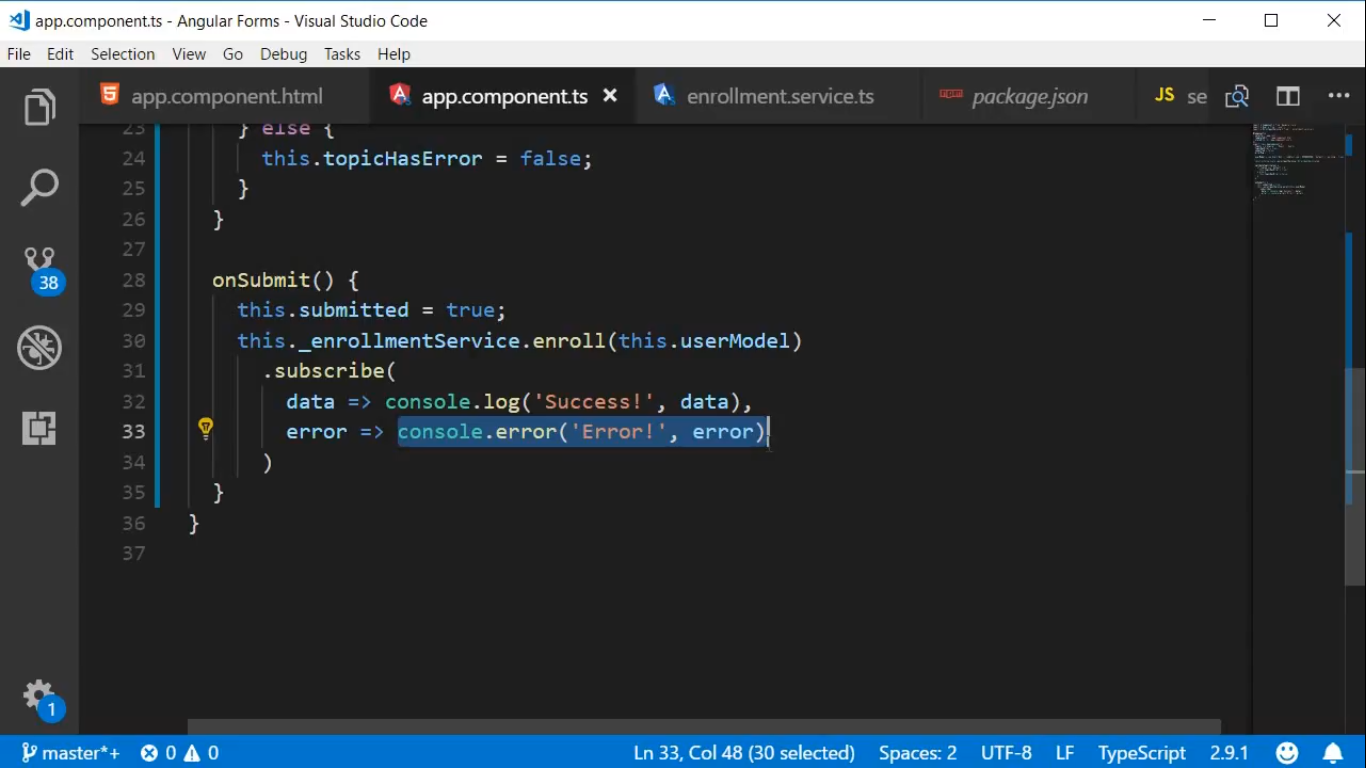 app.component.ts - Angular Forms - Visual Studio Code
File Edit Selection View Go Debug Tasks Help
app.component.html app.component.ts enrollment.service.ts package.json JS se
23 } else {
24 this.topicHasError = false;
25 }
26 }
27
28 onSubmit() {
29 this.submitted = true;
30 this._enrollmentService.enroll(this.userModel)
31 .subscribe(
32 data => console.log('Success!', data),
33 error => console.error('Error!', error)
34 )
35 }
36 }
37
38
1
master*+ 0 0 Ln 33, Col 48 (30 selected) Spaces: 2 UTF-8 LF TypeScript 2.9.1